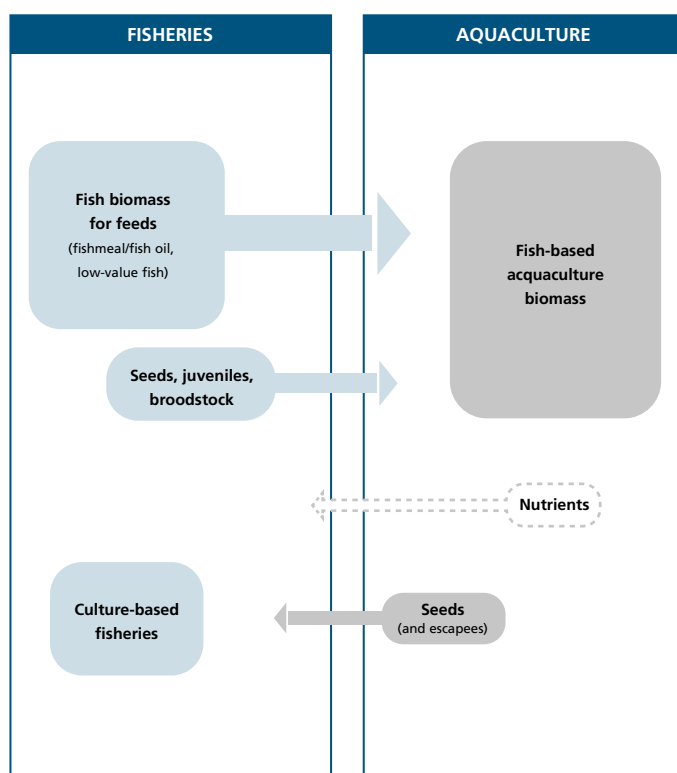 FISHERIES
AQUACULTURE
Fish biomass
for feeds
(fishmeal/fish oil,
low-value fish)
Fish-based
acquaculture
biomass
Seeds, juveniles,
broodstock
Nutrients
Culture-based
fisheries
Seeds
(and escapees)